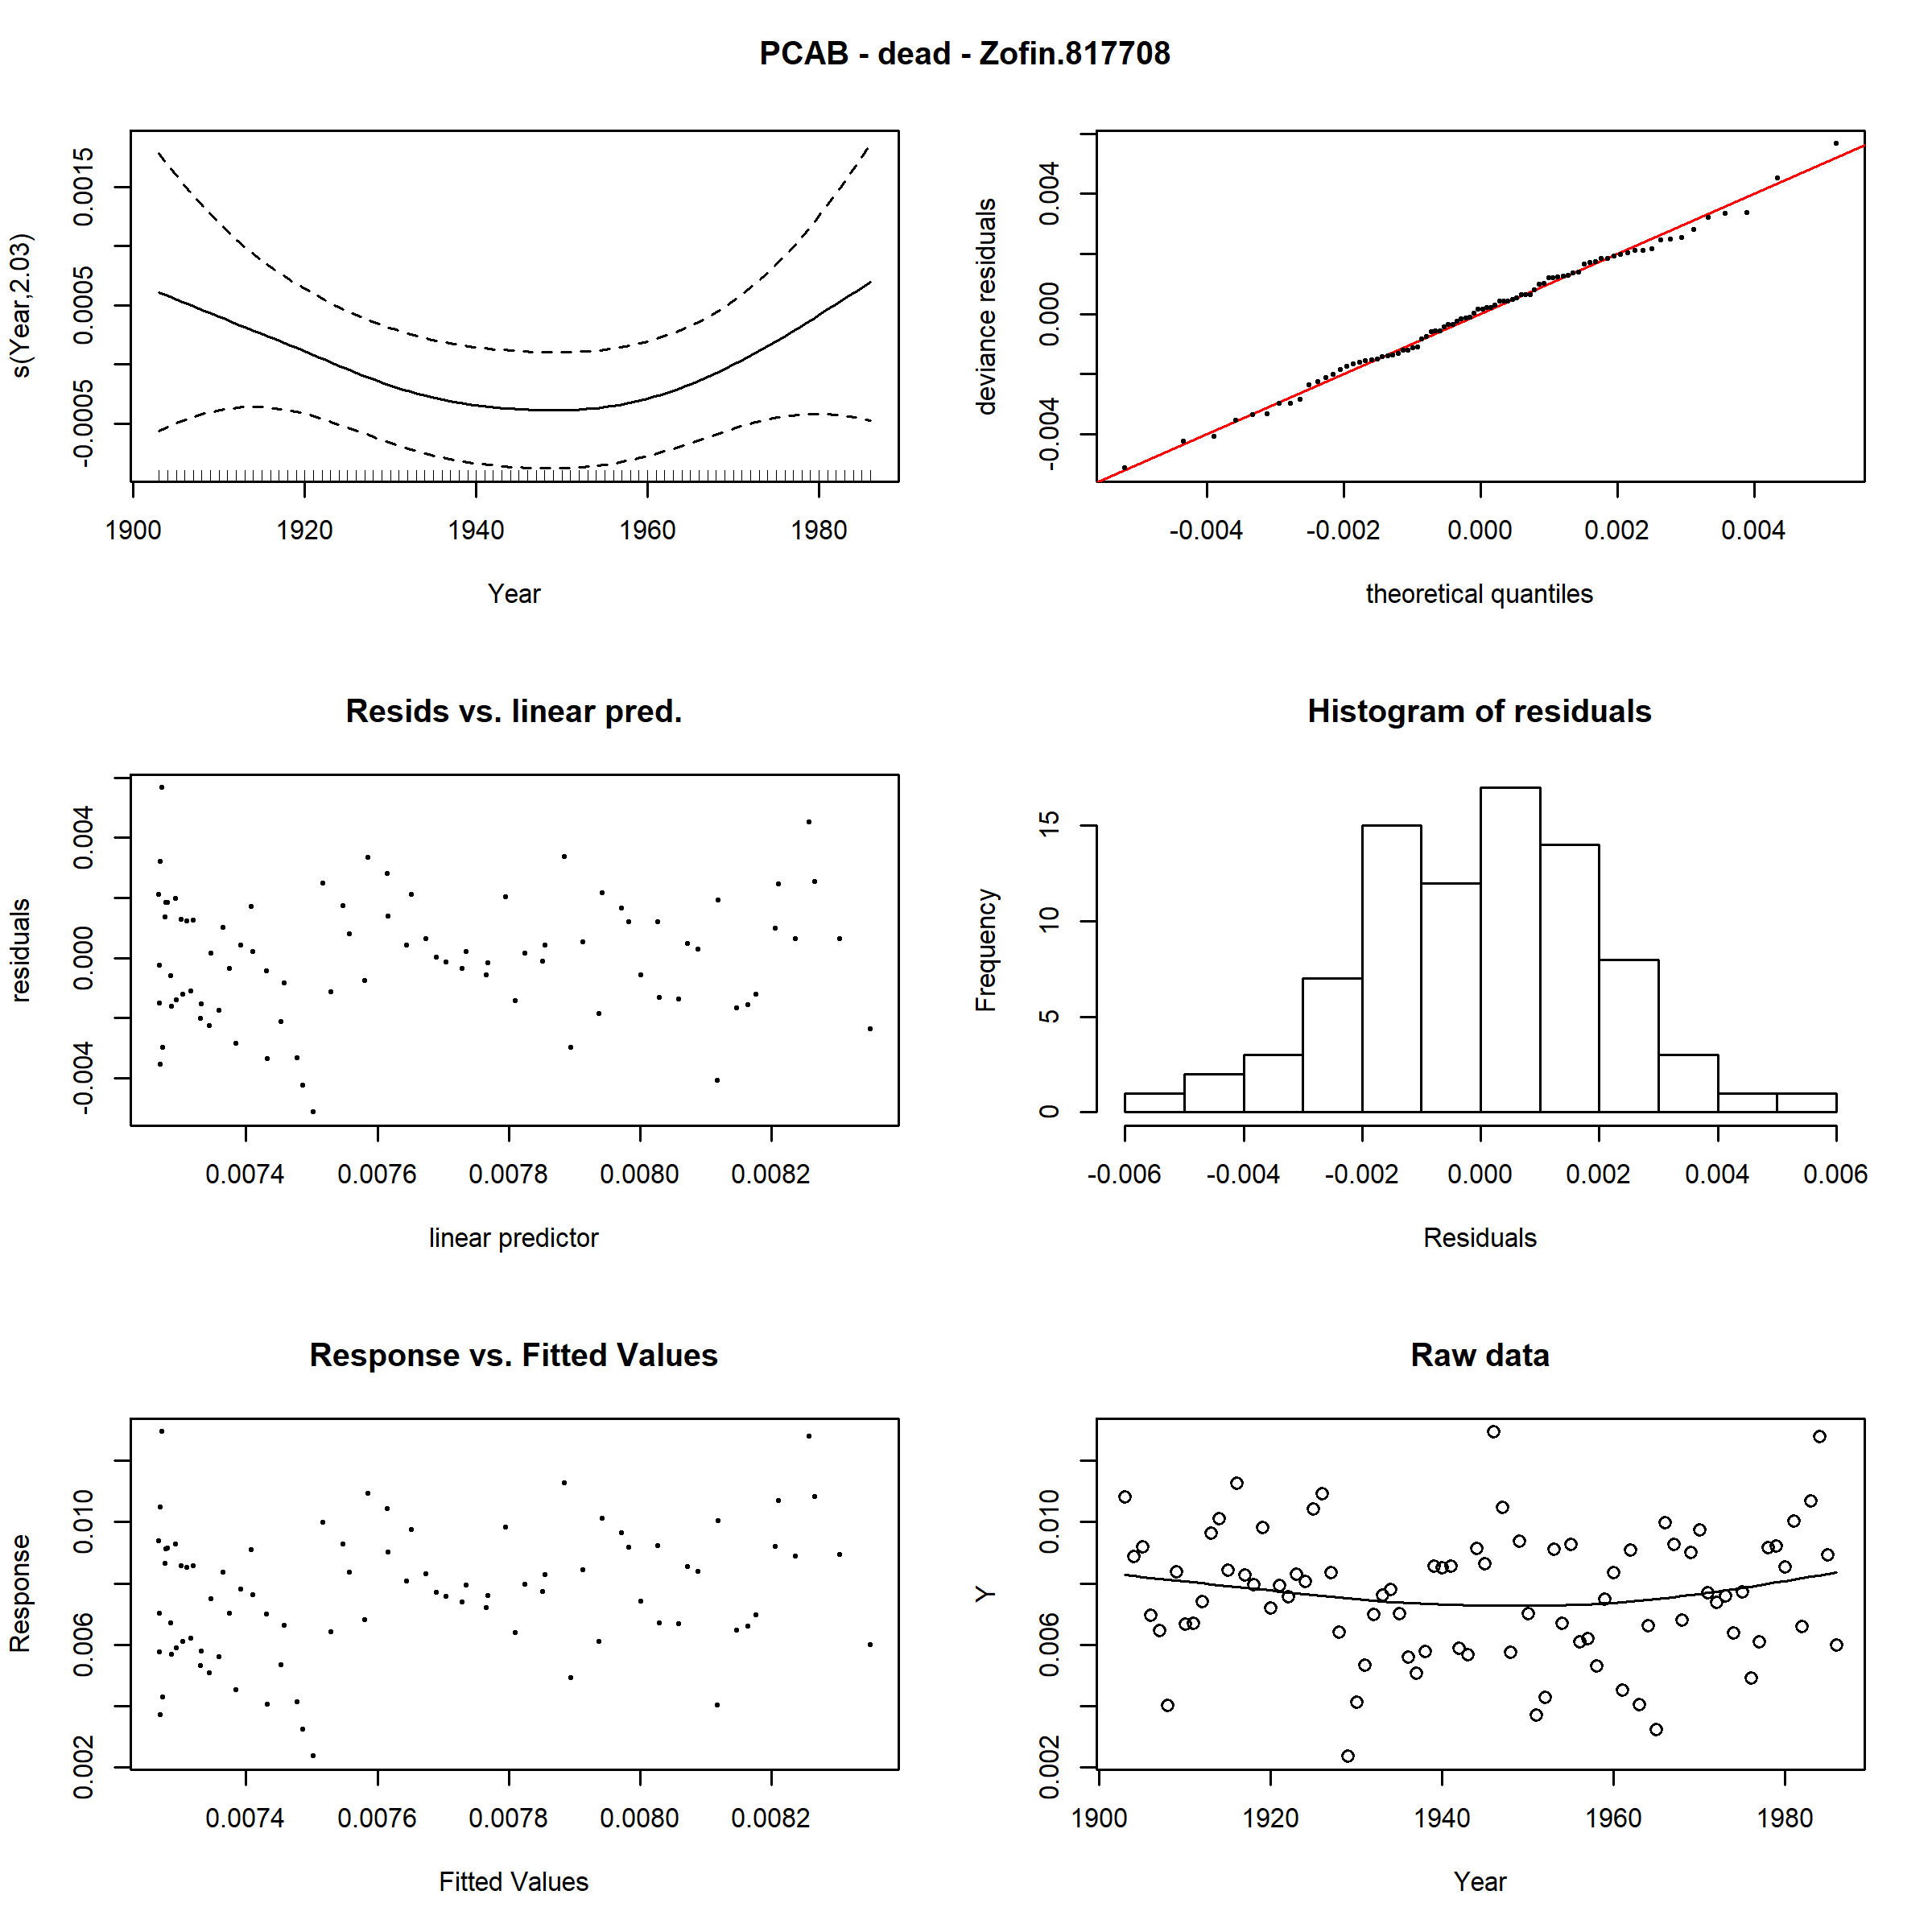 PCAB - dead - Zofin.817708
s(Year,2.03)
0.0015
0.0005
-0.0005
1900 1920 1940 1960 1980
Year
deviance residuals
0.004
0.000
-0.004
-0.004 -0.002 0.000 0.002 0.004
theoretical quantiles
Resids vs. linear pred.
residuals
0.004
0.000
-0.004
0.0074 0.0076 0.0078 0.0080 0.0082
linear predictor
Histogram of residuals
Frequency
15
10
5
0
-0.006 -0.004 -0.002 0.000 0.002 0.004 0.006
Residuals
Response vs. Fitted Values
Response
0.010
0.006
0.002
0.0074 0.0076 0.0078 0.0080 0.0082
Fitted Values
Raw data
Y
0.010
0.006
0.002
1900 1920 1940 1960 1980
Year